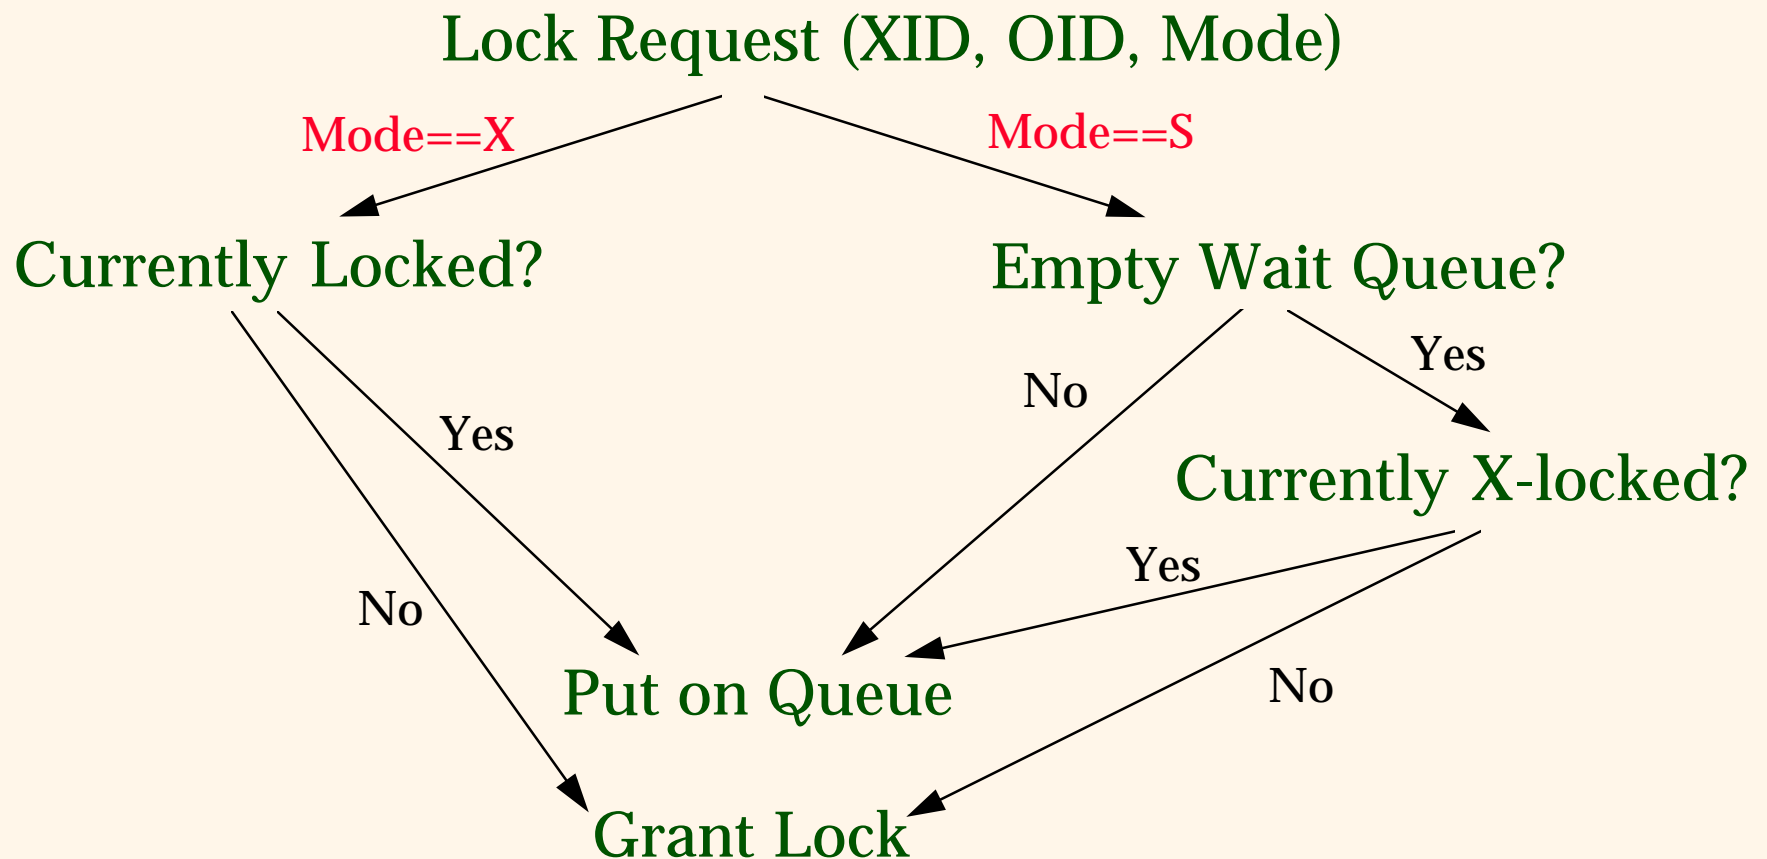 Lock Request (XID, OID, Mode)
Mode==X
Mode==S
Currently Locked?
Empty Wait Queue?
Yes
No
Yes
Currently X-locked?
Yes
No
No
Put on Queue
Grant Lock